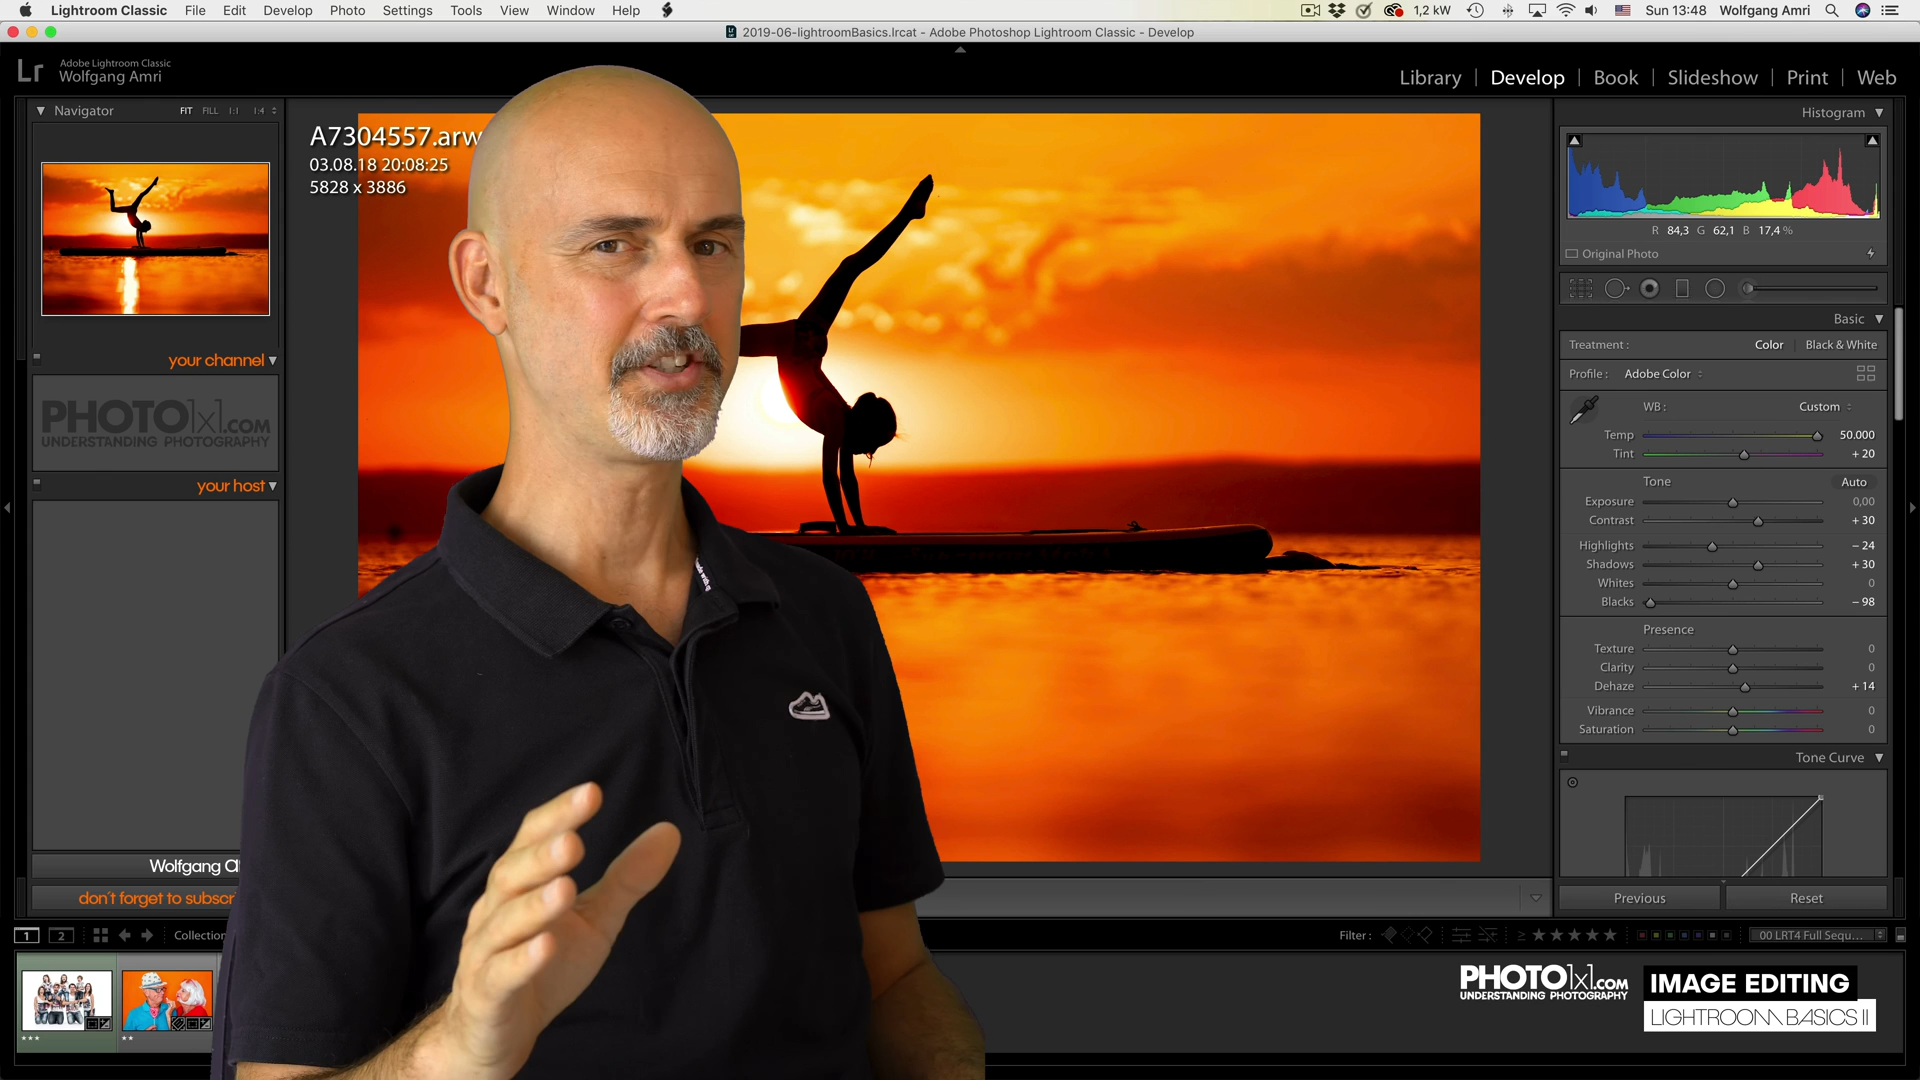 Lightroom Classic File Edit Develop Photo Settings Tools View Window Help 1,2 kW Sun 13:48 Wolfgang Amri
2019-06-lightroomBasics.lrcat - Adobe Photoshop Lightroom Classic - Develop
Lr
Adobe Lightroom Classic
Wolfgang Amri
Library | Develop | Book | Slideshow | Print | Web
Navigator FIT FILL 1:1 1:4
your channel
PHOTO[x].COM
UNDERSTANDING PHOTOGRAPHY
your host
Wolfgang
don't forget to subscr
A7304557.arw
03.08.18 20:08:25
5828 x 3886
Histogram
R 84,3 G 62,1 B 17,4 %
Original Photo
Basic
Treatment : Color | Black & White
Profile : Adobe Color
WB : Custom
Temp 50.000
Tint + 20
Tone Auto
Exposure 0,00
Contrast + 30
Highlights − 24
Shadows + 30
Whites 0
Blacks − 98
Presence
Texture 0
Clarity 0
Dehaze + 14
Vibrance 0
Saturation 0
Tone Curve
Previous Reset
1 2 Collection Filter : ≥ ★★★★★ 00 LRT4 Full Sequ...
★★★ ★★
PHOTO[x].COM
UNDERSTANDING PHOTOGRAPHY
IMAGE EDITING
LIGHTROOM BASICS II